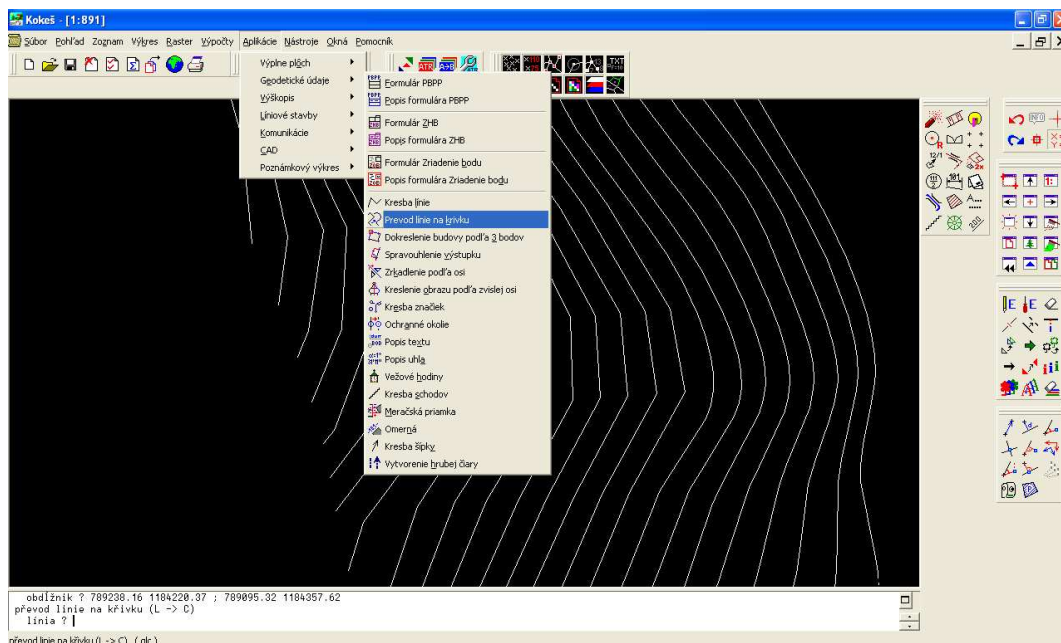 Kokeš - [1:891]
Súbor Pohľad Zoznam Výkres Raster Výpočty Aplikácie Nástroje Okná Pomocník
Výplne plôch
Geodetické údaje
Výškopis
Líniové stavby
Komunikácie
CAD
Poznámkový výkres
Formulár PBPP
Popis formulára PBPP
Formulár ZHB
Popis formulára ZHB
Formulár Zriadenie bodu
Popis formulára Zriadenie bodu
Kresba línie
Prevod línie na krivku
Dokreslenie budovy podľa 3 bodov
Spravouhlenie výstupku
Zrkadlenie podľa osi
Kreslenie obrazu podľa zvislej osi
Kresba značiek
Ochranné okolie
Popis textu
Popis uhla
Vežové hodiny
Kresba schodov
Meračská priamka
Omerná
Kresba šípky
Vytvorenie hrubej čiary
obdĺžnik ? 789238.16 1184220.37 ; 789095.32 1184357.62
převod línie na křivku (L -> C)
línia ?
převod linie na křivku (L -> C) ( glc )